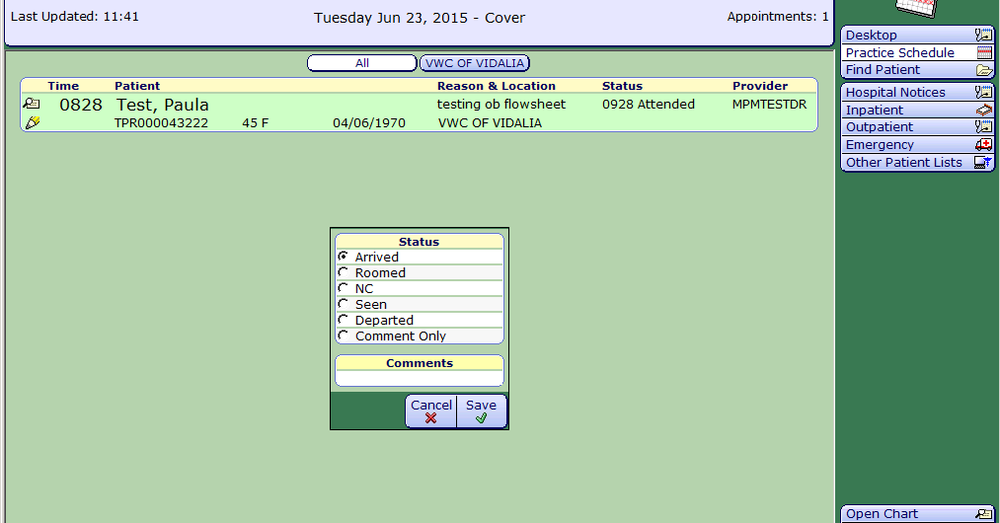 Last Updated: 11:41 Tuesday Jun 23, 2015 - Cover Appointments: 1
All VWC OF VIDALIA
Time Patient Reason & Location Status Provider
0828 Test, Paula testing ob flowsheet 0928 Attended MPMTESTDR
TPR000043222 45 F 04/06/1970 VWC OF VIDALIA
Status
Arrived
Roomed
NC
Seen
Departed
Comment Only
Comments
Cancel Save
Desktop
Practice Schedule
Find Patient
Hospital Notices
Inpatient
Outpatient
Emergency
Other Patient Lists
Open Chart